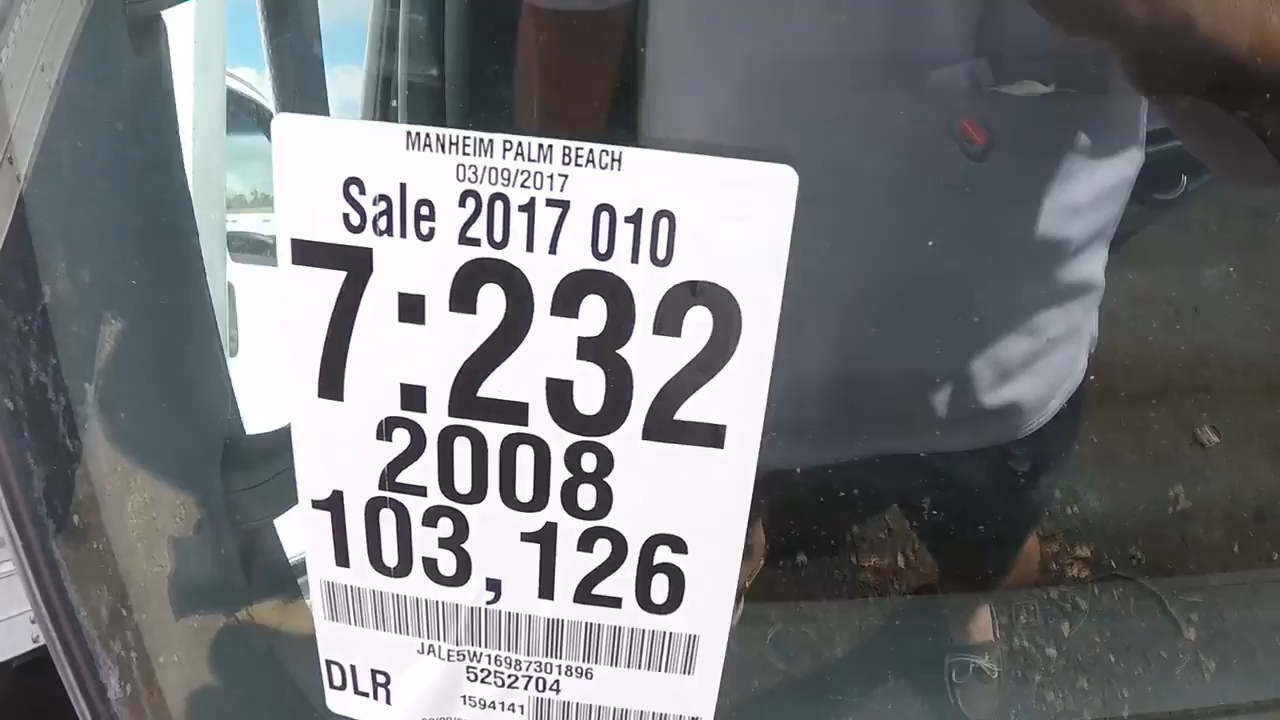 MANHEIM PALM BEACH
03/09/2017
Sale 2017 010
7:232
2008
103,126
JALE5W16987301896
5252704
DLR
1594141